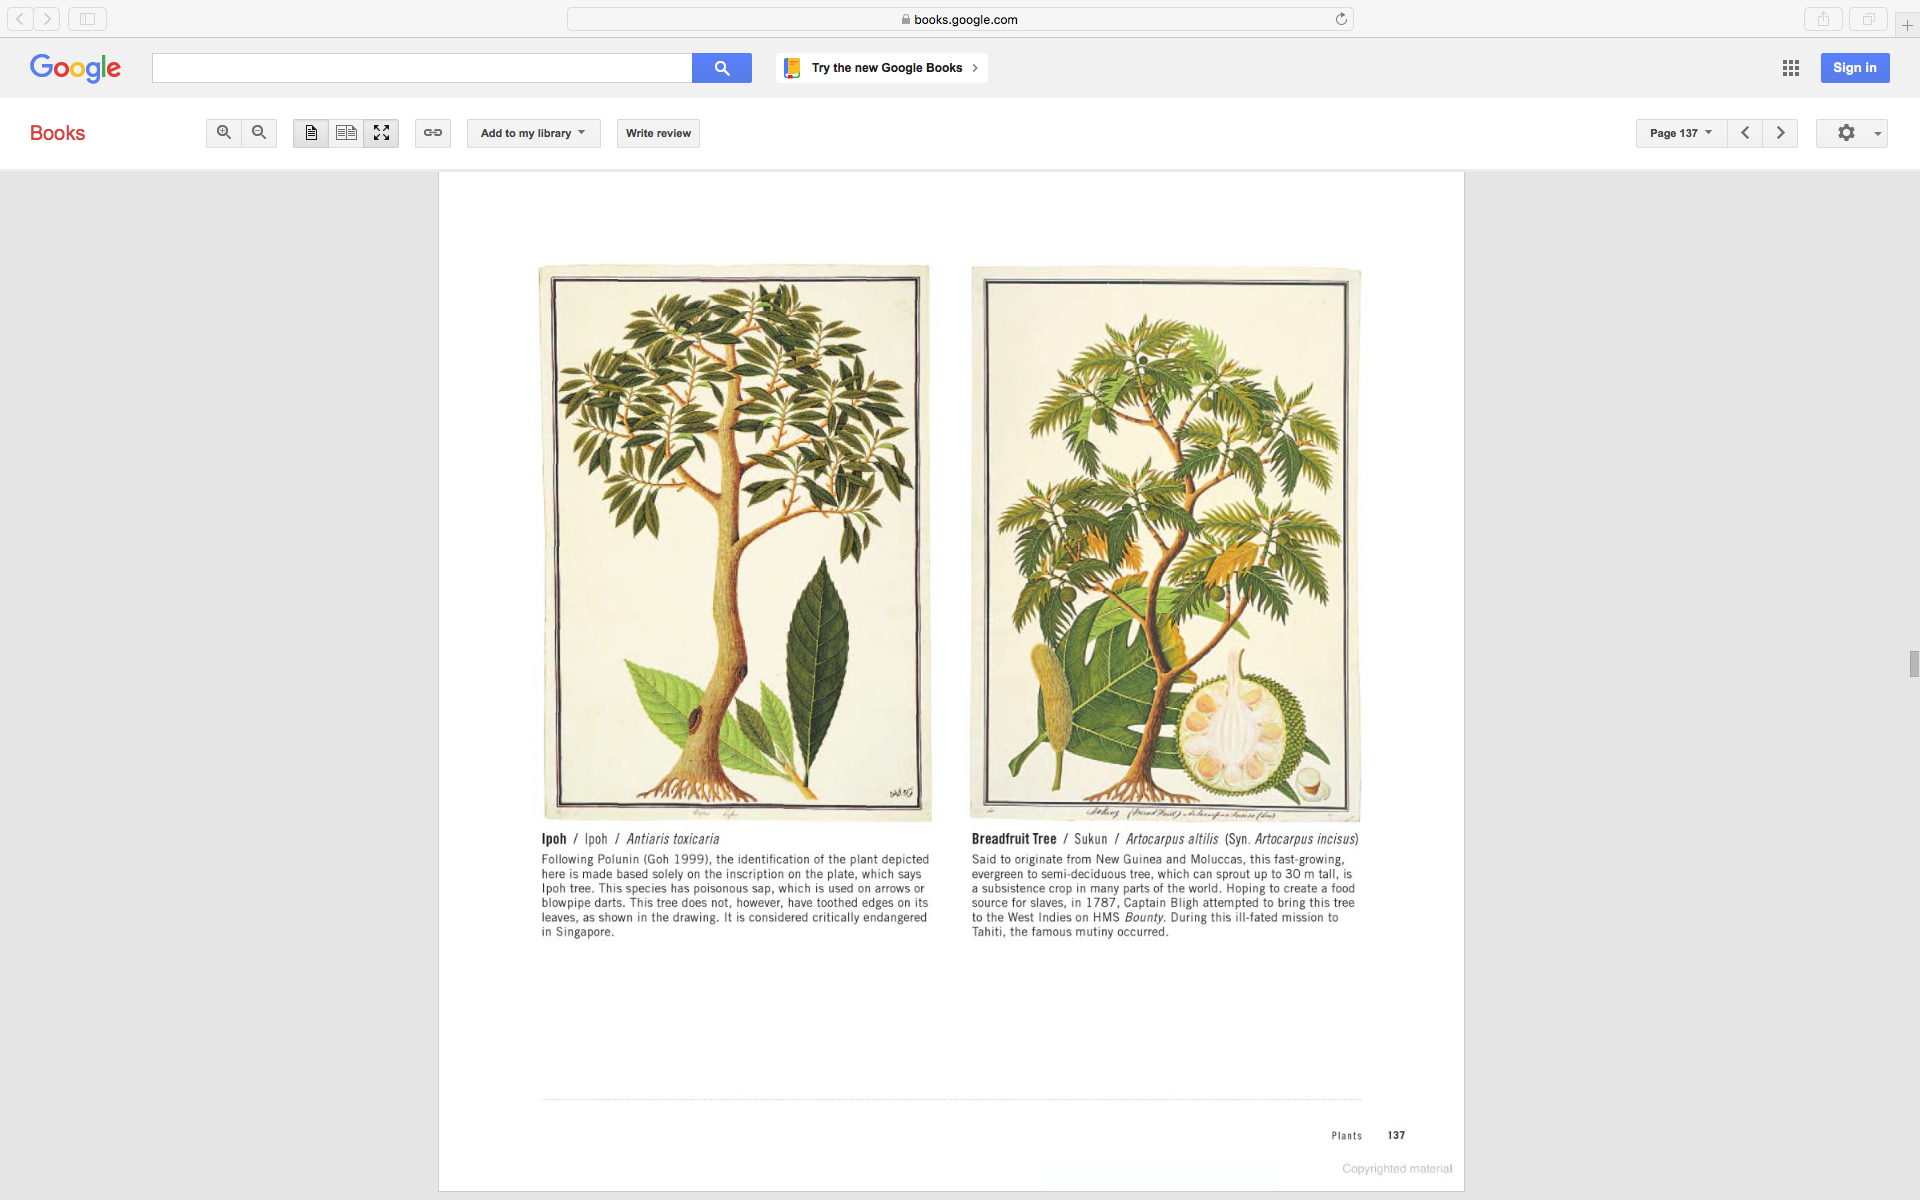 books.google.com
Google
Try the new Google Books
Sign in
Books
Add to my library
Write review
Page 137
Ipoh / Ipoh / Antiaris toxicaria
Following Polunin (Goh 1999), the identification of the plant depicted
here is made based solely on the inscription on the plate, which says
Ipoh tree. This species has poisonous sap, which is used on arrows or
blowpipe darts. This tree does not, however, have toothed edges on its
leaves, as shown in the drawing. It is considered critically endangered
in Singapore.
Breadfruit Tree / Sukun / Artocarpus altilis (Syn. Artocarpus incisus)
Said to originate from New Guinea and Moluccas, this fast-growing,
evergreen to semi-deciduous tree, which can sprout up to 30 m tall, is
a subsistence crop in many parts of the world. Hoping to create a food
source for slaves, in 1787, Captain Bligh attempted to bring this tree
to the West Indies on HMS Bounty. During this ill-fated mission to
Tahiti, the famous mutiny occurred.
Plants 137
Copyrighted material